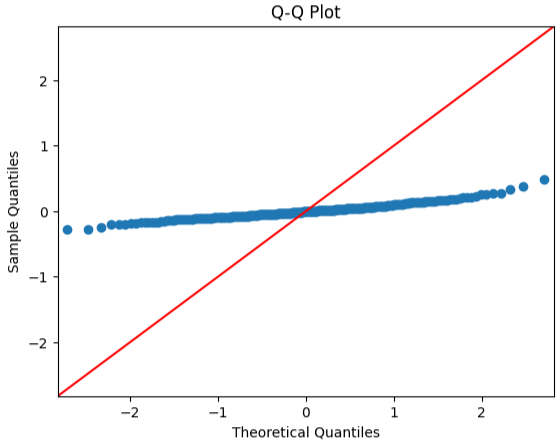 Q-Q Plot
2
1
0
−1
−2
Sample Quantiles
−2 −1 0 1 2
Theoretical Quantiles